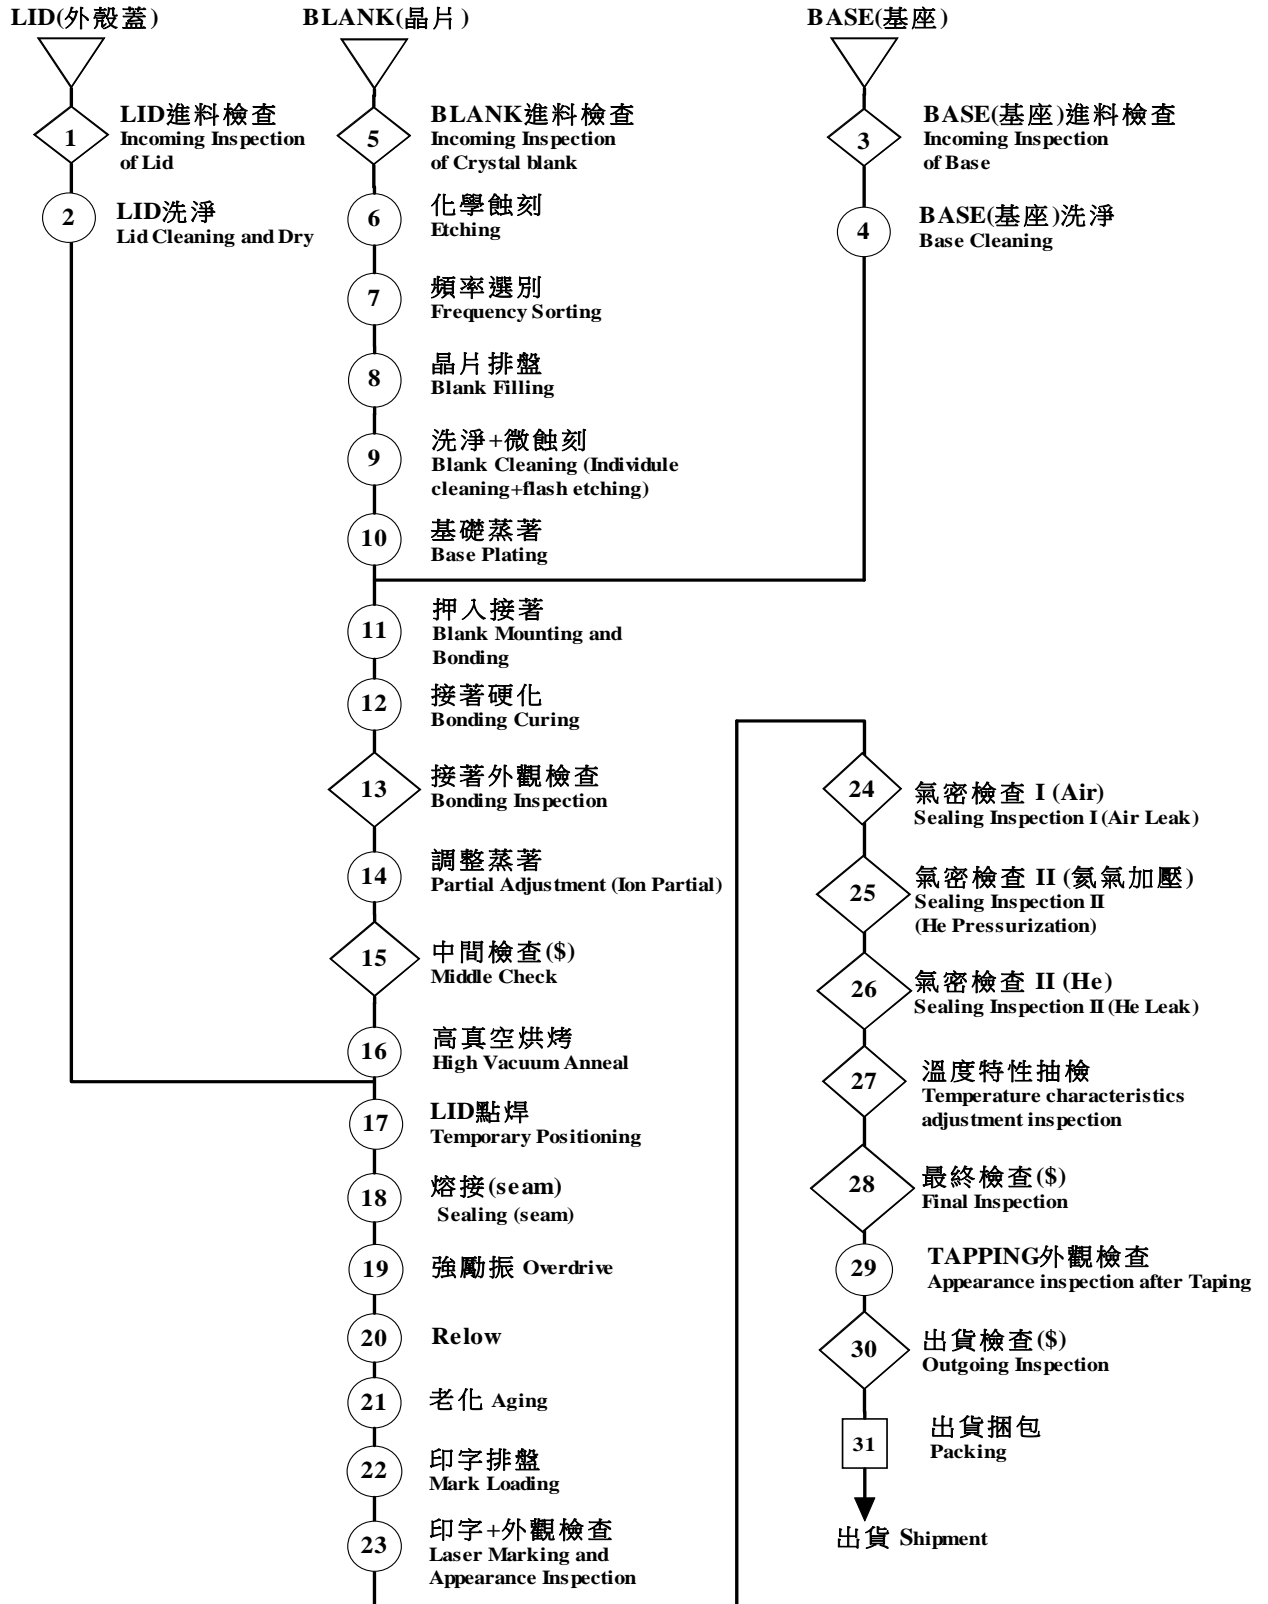 LID(外殼蓋)
1
LID進料檢查
Incoming Inspection
of Lid
2
LID洗淨
Lid Cleaning and Dry
BLANK(晶片)
5
BLANK進料檢查
Incoming Inspection
of Crystal blank
6
化學蝕刻
Etching
7
頻率選別
Frequency Sorting
8
晶片排盤
Blank Filling
9
洗淨+微蝕刻
Blank Cleaning (Individule
cleaning+flash etching)
10
基礎蒸著
Base Plating
BASE(基座)
3
BASE(基座)進料檢查
Incoming Inspection
of Base
4
BASE(基座)洗淨
Base Cleaning
11
押入接著
Blank Mounting and
Bonding
12
接著硬化
Bonding Curing
13
接著外觀檢查
Bonding Inspection
14
調整蒸著
Partial Adjustment (Ion Partial)
15
中間檢查($)
Middle Check
16
高真空烘烤
High Vacuum Anneal
17
LID點焊
Temporary Positioning
18
熔接(seam)
Sealing (seam)
19
強勵振 Overdrive
20
Relow
21
老化 Aging
22
印字排盤
Mark Loading
23
印字+外觀檢查
Laser Marking and
Appearance Inspection
24
氣密檢查 I (Air)
Sealing Inspection I (Air Leak)
25
氣密檢查 II (氦氣加壓)
Sealing Inspection II
(He Pressurization)
26
氣密檢查 II (He)
Sealing Inspection II (He Leak)
27
溫度特性抽檢
Temperature characteristics
adjustment inspection
28
最終檢查($)
Final Inspection
29
TAPPING外觀檢查
Appearance inspection after Taping
30
出貨檢查($)
Outgoing Inspection
31
出貨捆包
Packing
出貨 Shipment